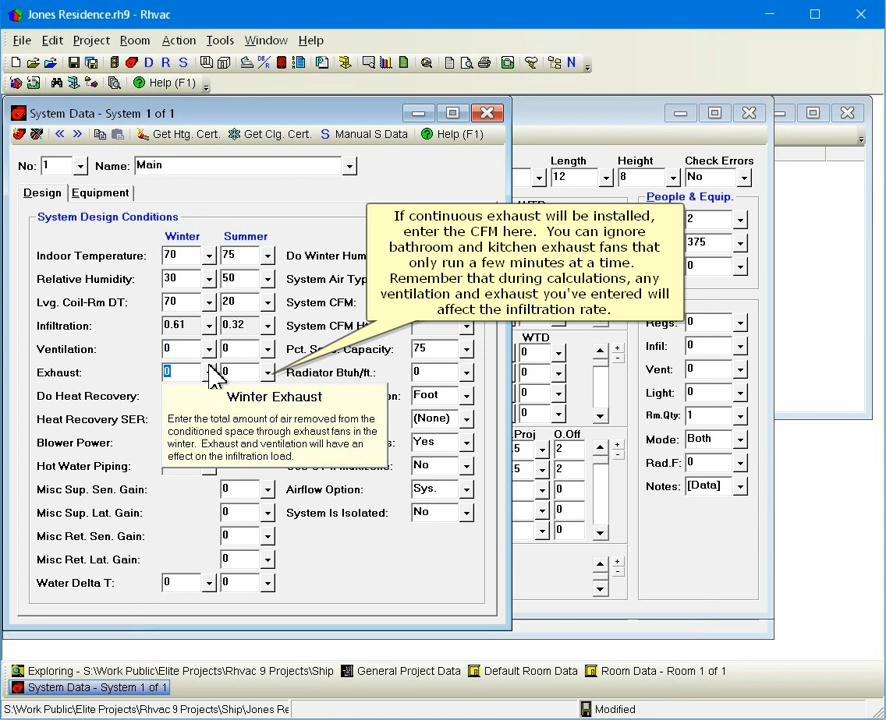 Jones Residence.rh9 - Rhvac
File Edit Project Room Action Tools Window Help
D R S N
Help (F1)
System Data - System 1 of 1
Get Htg. Cert. Get Clg. Cert. S Manual S Data Help (F1)
No: 1 Name: Main
Design Equipment
System Design Conditions
Winter Summer
Indoor Temperature: 70 75 Do Winter Hum
Relative Humidity: 30 50 System Air Typ
Lvg. Coil-Rm DT: 70 20 System CFM:
Infiltration: 0.61 0.32 System CFM H
Ventilation: 0 0 Capacity: 75
Exhaust: 0 0 Radiator Btuh/ft.: 0
Do Heat Recovery: Foot
Heat Recovery SER: (None)
Blower Power: Yes
Hot Water Piping: No
Misc Sup. Sen. Gain: 0 Airflow Option: Sys.
Misc Sup. Lat. Gain: 0 System Is Isolated: No
Misc Ret. Sen. Gain: 0
Misc Ret. Lat. Gain: 0
Water Delta T: 0 0
If continuous exhaust will be installed,
enter the CFM here. You can ignore
bathroom and kitchen exhaust fans that
only run a few minutes at a time.
Remember that during calculations, any
ventilation and exhaust you've entered will
affect the infiltration rate.
Winter Exhaust
Enter the total amount of air removed from the
conditioned space through exhaust fans in the
winter. Exhaust and ventilation will have an
effect on the infiltration load.
Length Height Check Errors
12 8 No
People & Equip.
2
375
0
Regs: 0
Infil: 0
Vent: 0
Light: 0
Rm.Qty: 1
Mode: Both
Rad.F: 0
Notes: [Data]
WTD
0
0
0
0
.Proj O.Off
.5 2
.5 2
0
0
0
Exploring - S:\Work Public\Elite Projects\Rhvac 9 Projects\Ship General Project Data Default Room Data Room Data - Room 1 of 1
System Data - System 1 of 1
S:\Work Public\Elite Projects\Rhvac 9 Projects\Ship\Jones Re Modified